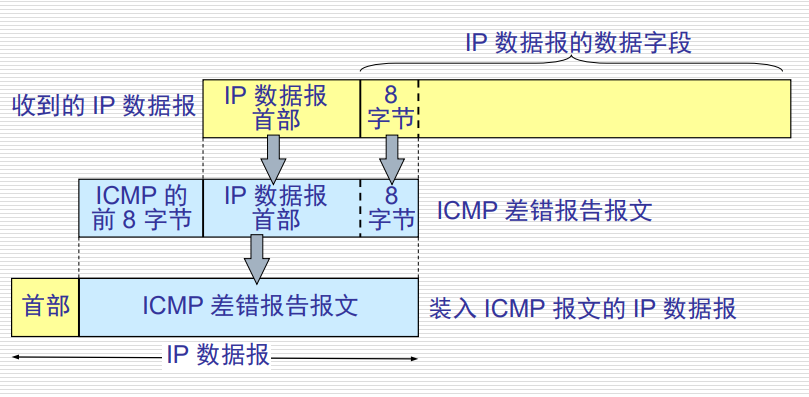 IP 数据报的数据字段
收到的 IP 数据报
IP 数据报
首部
8
字节
ICMP 的
前 8 字节
IP 数据报
首部
8
字节
ICMP 差错报告报文
首部
ICMP 差错报告报文
装入 ICMP 报文的 IP 数据报
IP 数据报